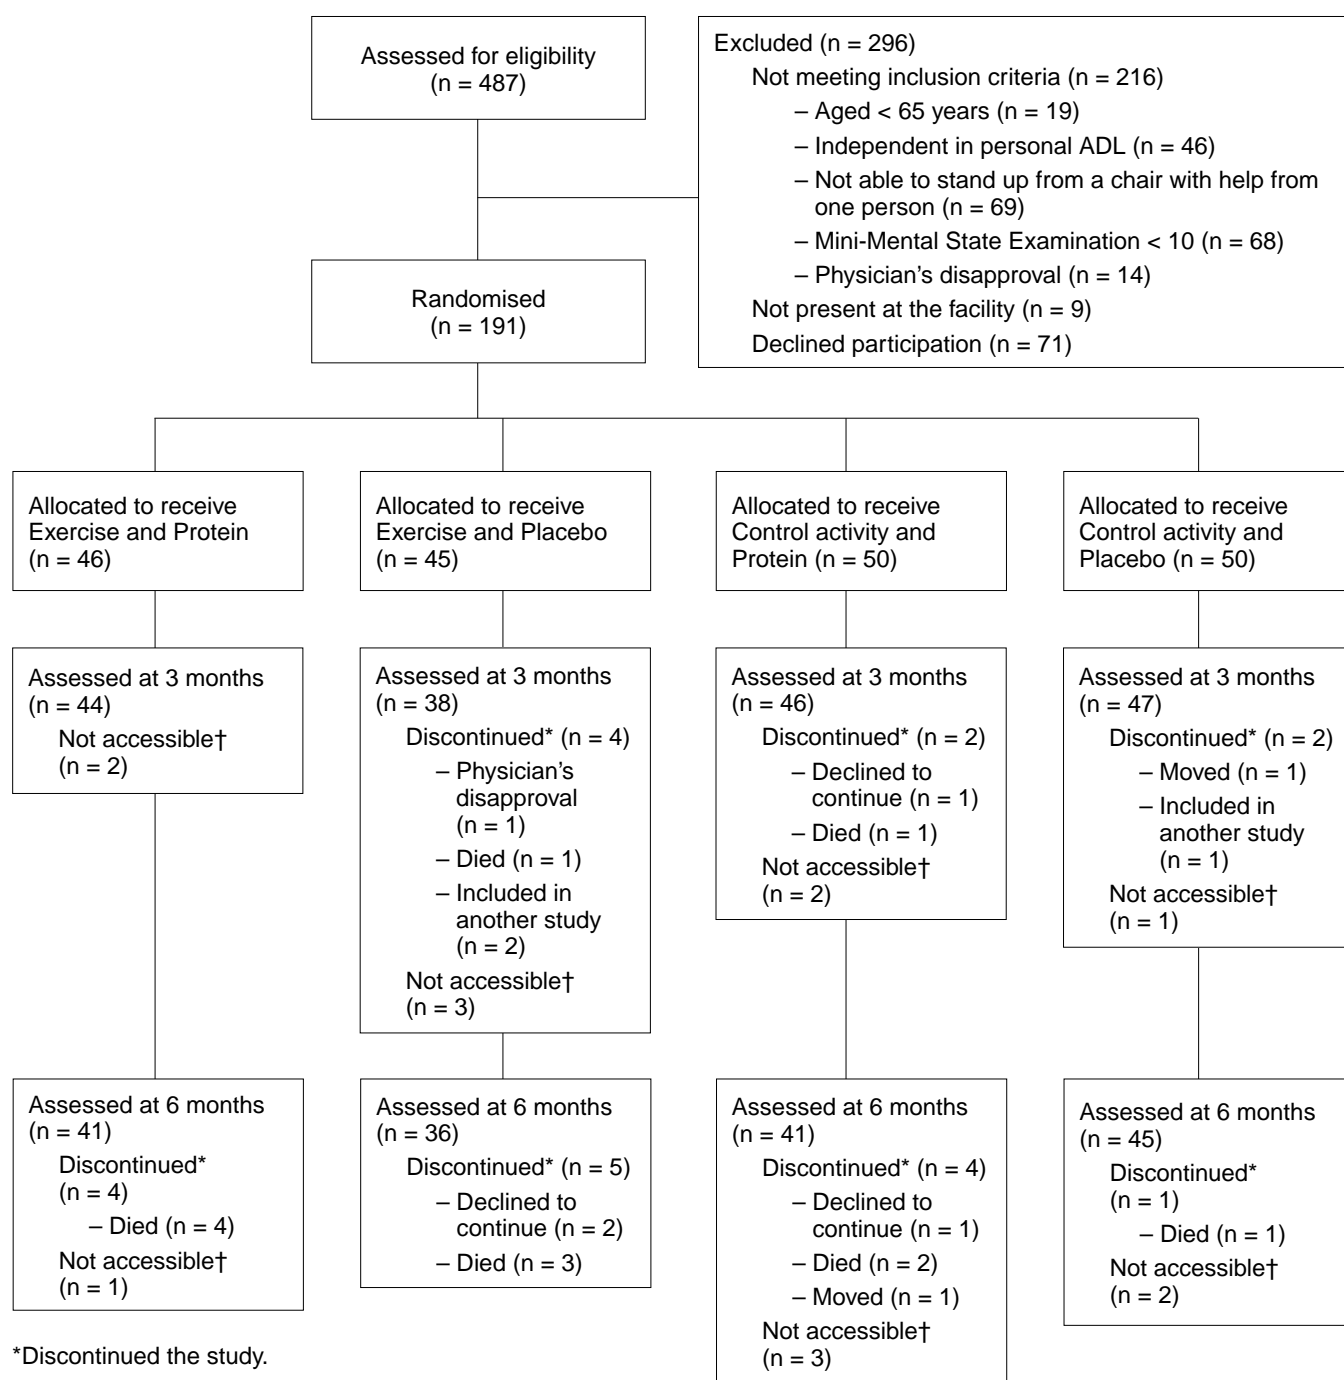 Assessed for eligibility
(n = 487)
Excluded (n = 296)
Not meeting inclusion criteria (n = 216)
– Aged < 65 years (n = 19)
– Independent in personal ADL (n = 46)
– Not able to stand up from a chair with help from
one person (n = 69)
– Mini-Mental State Examination < 10 (n = 68)
– Physician’s disapproval (n = 14)
Not present at the facility (n = 9)
Declined participation (n = 71)
Randomised
(n = 191)
Allocated to receive
Exercise and Protein
(n = 46)
Allocated to receive
Exercise and Placebo
(n = 45)
Allocated to receive
Control activity and
Protein (n = 50)
Allocated to receive
Control activity and
Placebo (n = 50)
Assessed at 3 months
(n = 44)
Not accessible†
(n = 2)
Assessed at 3 months
(n = 38)
Discontinued* (n = 4)
– Physician’s
disapproval
(n = 1)
– Died (n = 1)
– Included in
another study
(n = 2)
Not accessible†
(n = 3)
Assessed at 3 months
(n = 46)
Discontinued* (n = 2)
– Declined to
continue (n = 1)
– Died (n = 1)
Not accessible†
(n = 2)
Assessed at 3 months
(n = 47)
Discontinued* (n = 2)
– Moved (n = 1)
– Included in
another study
(n = 1)
Not accessible†
(n = 1)
Assessed at 6 months
(n = 41)
Discontinued*
(n = 4)
– Died (n = 4)
Not accessible†
(n = 1)
Assessed at 6 months
(n = 36)
Discontinued* (n = 5)
– Declined to
continue (n = 2)
– Died (n = 3)
Assessed at 6 months
(n = 41)
Discontinued* (n = 4)
– Declined to
continue (n = 1)
– Died (n = 2)
– Moved (n = 1)
Not accessible†
(n = 3)
Assessed at 6 months
(n = 45)
Discontinued*
(n = 1)
– Died (n = 1)
Not accessible†
(n = 2)
*Discontinued the study.